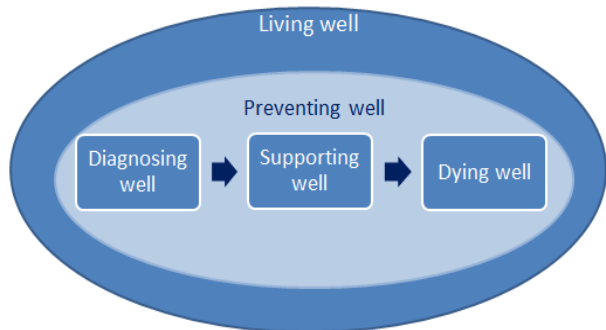 Living well
Preventing well
Diagnosing
well
Supporting
well
Dying well